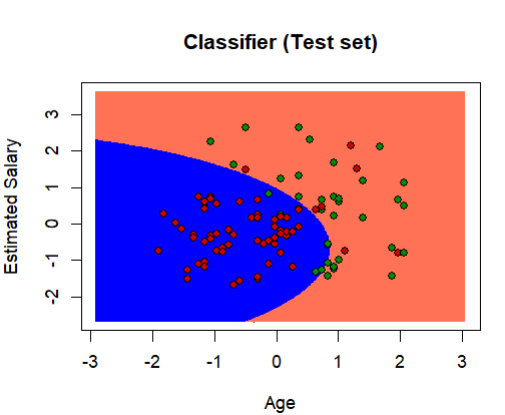 Classifier (Test set)
Estimated Salary
3
2
1
0
-1
-2
-3 -2 -1 0 1 2 3
Age